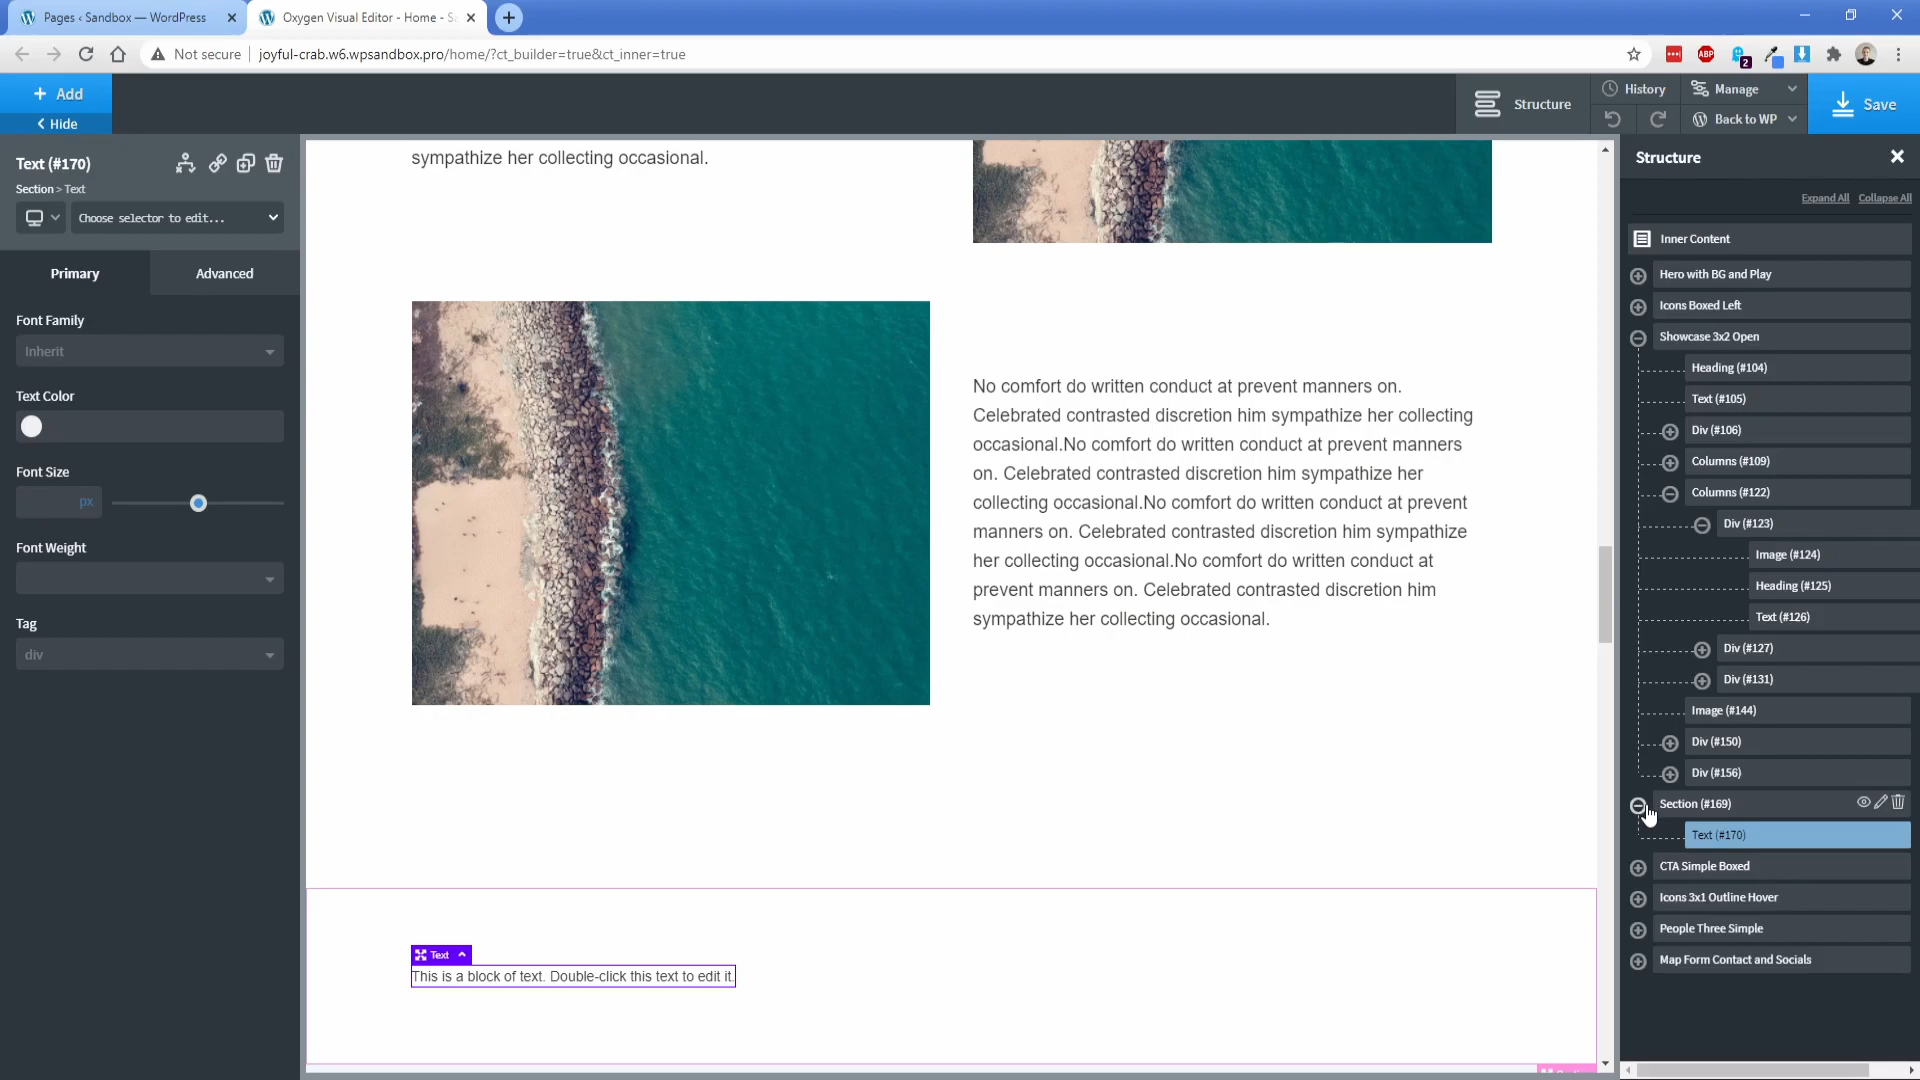 Pages ‹ Sandbox — WordPress
Oxygen Visual Editor - Home - S
Not secure
joyful-crab.w6.wpsandbox.pro/home/?ct_builder=true&ct_inner=true
ABP
2
Add
Hide
Structure
History
Manage
Back to WP
Save
Text (#170)
Section > Text
Choose selector to edit...
Primary
Advanced
Font Family
Inherit
Text Color
Font Size
px
Font Weight
Tag
div
sympathize her collecting occasional.
No comfort do written conduct at prevent manners on.
Celebrated contrasted discretion him sympathize her collecting
occasional.No comfort do written conduct at prevent manners
on. Celebrated contrasted discretion him sympathize her
collecting occasional.No comfort do written conduct at prevent
manners on. Celebrated contrasted discretion him sympathize
her collecting occasional.No comfort do written conduct at
prevent manners on. Celebrated contrasted discretion him
sympathize her collecting occasional.
Text
This is a block of text. Double-click this text to edit it.
Structure
Expand All
Collapse All
Inner Content
Hero with BG and Play
Icons Boxed Left
Showcase 3x2 Open
Heading (#104)
Text (#105)
Div (#106)
Columns (#109)
Columns (#122)
Div (#123)
Image (#124)
Heading (#125)
Text (#126)
Div (#127)
Div (#131)
Image (#144)
Div (#150)
Div (#156)
Section (#169)
Text (#170)
CTA Simple Boxed
Icons 3x1 Outline Hover
People Three Simple
Map Form Contact and Socials